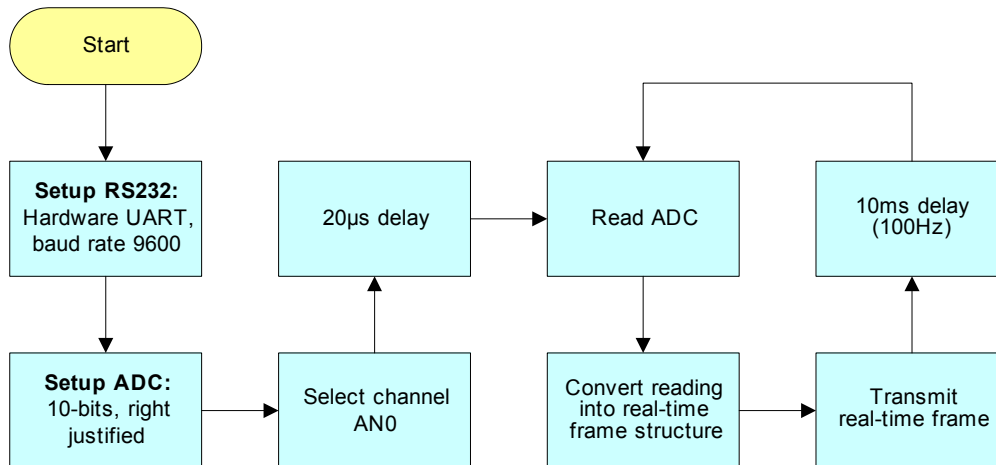 Start
Setup RS232:
Hardware UART,
baud rate 9600
Setup ADC:
10-bits, right
justified
Select channel
AN0
20µs delay
Read ADC
Convert reading
into real-time
frame structure
Transmit
real-time frame
10ms delay
(100Hz)